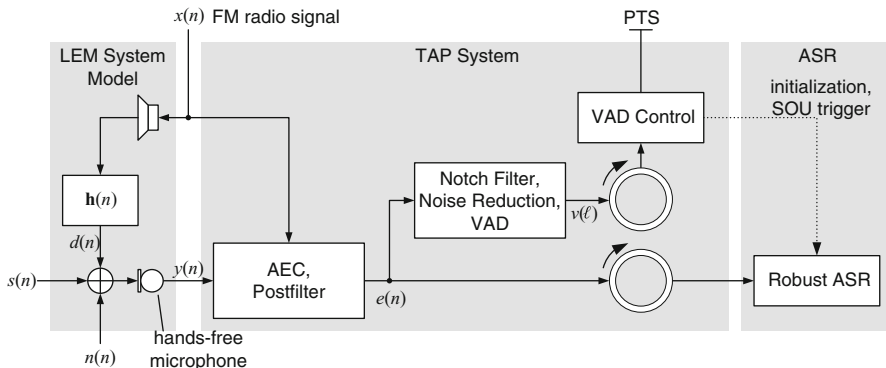 x(n) FM radio signal
PTS
LEM System
Model
TAP System
ASR
initialization,
SOU trigger
VAD Control
h(n)
Notch Filter,
Noise Reduction,
VAD
v(ℓ)
d(n)
s(n)
y(n)
AEC,
Postfilter
e(n)
Robust ASR
n(n)
hands-free
microphone